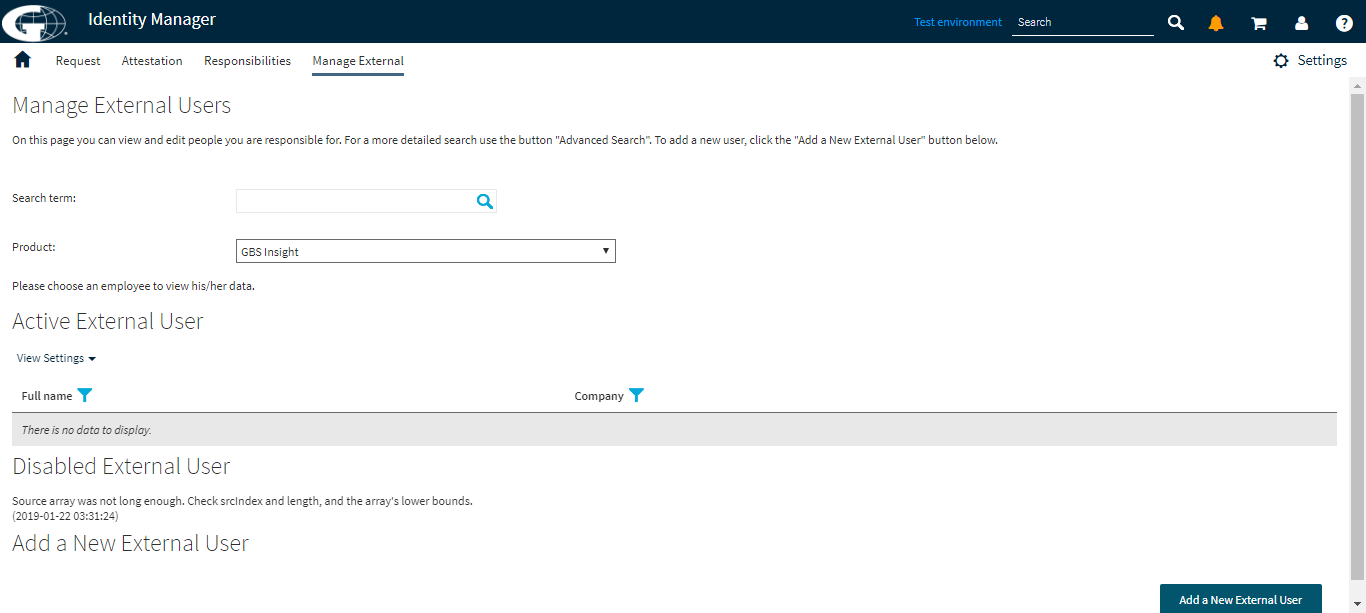 Identity Manager
Test environment
Search
Request
Attestation
Responsibilities
Manage External
Settings
Manage External Users
On this page you can view and edit people you are responsible for. For a more detailed search use the button "Advanced Search". To add a new user, click the "Add a New External User" button below.
Search term:
Product:
GBS Insight
Please choose an employee to view his/her data.
Active External User
View Settings
Full name
Company
There is no data to display.
Disabled External User
Source array was not long enough. Check srcIndex and length, and the array's lower bounds.
(2019-01-22 03:31:24)
Add a New External User
Add a New External User